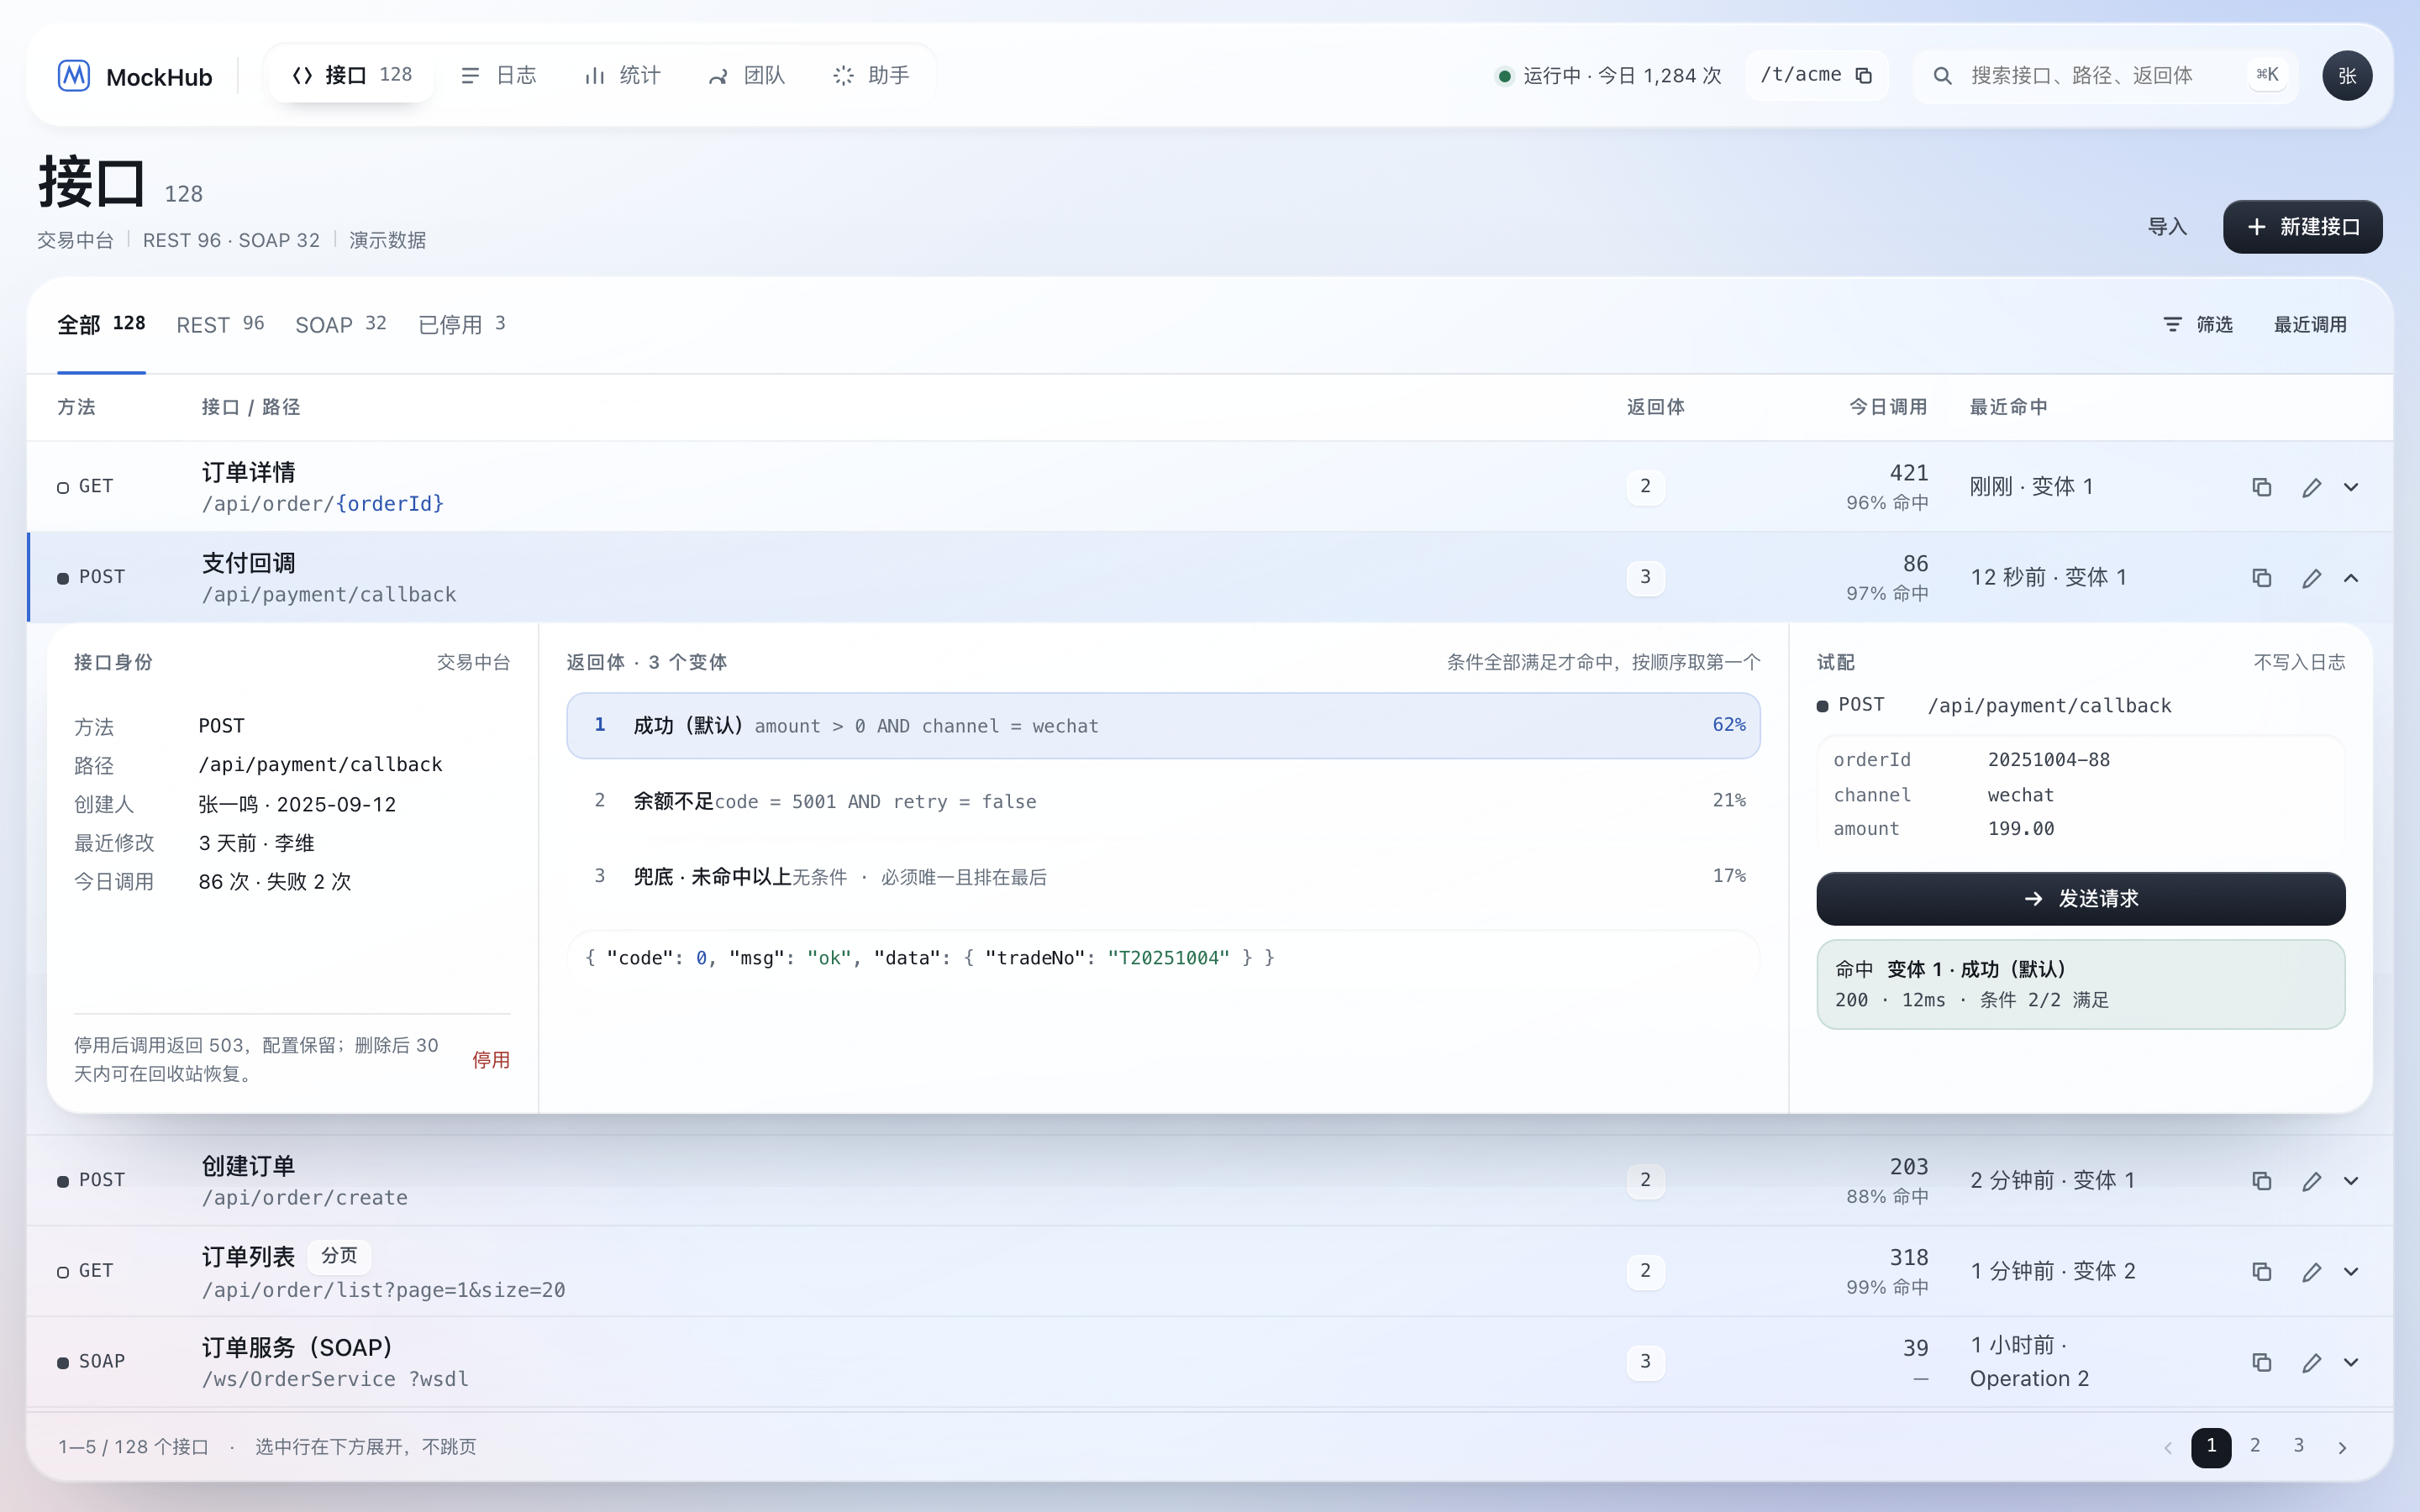 MockHub
接口 128
日志
统计
团队
助手
运行中 · 今日 1,284 次
/t/acme
搜索接口、路径、返回体
⌘K
张
接口 128
交易中台
REST 96 · SOAP 32
演示数据
导入
新建接口
全部 128
REST 96
SOAP 32
已停用 3
筛选
最近调用
方法
接口 / 路径
返回体
今日调用
最近命中
GET
订单详情
/api/order/{orderId}
2
421
96% 命中
刚刚 · 变体 1
POST
支付回调
/api/payment/callback
3
86
97% 命中
12 秒前 · 变体 1
接口身份
交易中台
方法 POST
路径 /api/payment/callback
创建人 张一鸣 · 2025-09-12
最近修改 3 天前 · 李维
今日调用 86 次 · 失败 2 次
停用后调用返回 503，配置保留；删除后 30
天内可在回收站恢复。
停用
返回体 · 3 个变体
条件全部满足才命中，按顺序取第一个
1 成功（默认） amount > 0 AND channel = wechat 62%
2 余额不足 code = 5001 AND retry = false 21%
3 兜底 · 未命中以上 无条件 · 必须唯一且排在最后 17%
{ "code": 0, "msg": "ok", "data": { "tradeNo": "T20251004" } }
试配
不写入日志
POST /api/payment/callback
orderId 20251004-88
channel wechat
amount 199.00
发送请求
命中 变体 1 · 成功（默认）
200 · 12ms · 条件 2/2 满足
POST
创建订单
/api/order/create
2
203
88% 命中
2 分钟前 · 变体 1
GET
订单列表 分页
/api/order/list?page=1&size=20
2
318
99% 命中
1 分钟前 · 变体 2
SOAP
订单服务（SOAP）
/ws/OrderService ?wsdl
3
39
—
1 小时前 ·
Operation 2
1—5 / 128 个接口 · 选中行在下方展开，不跳页
‹ 1 2 3 ›